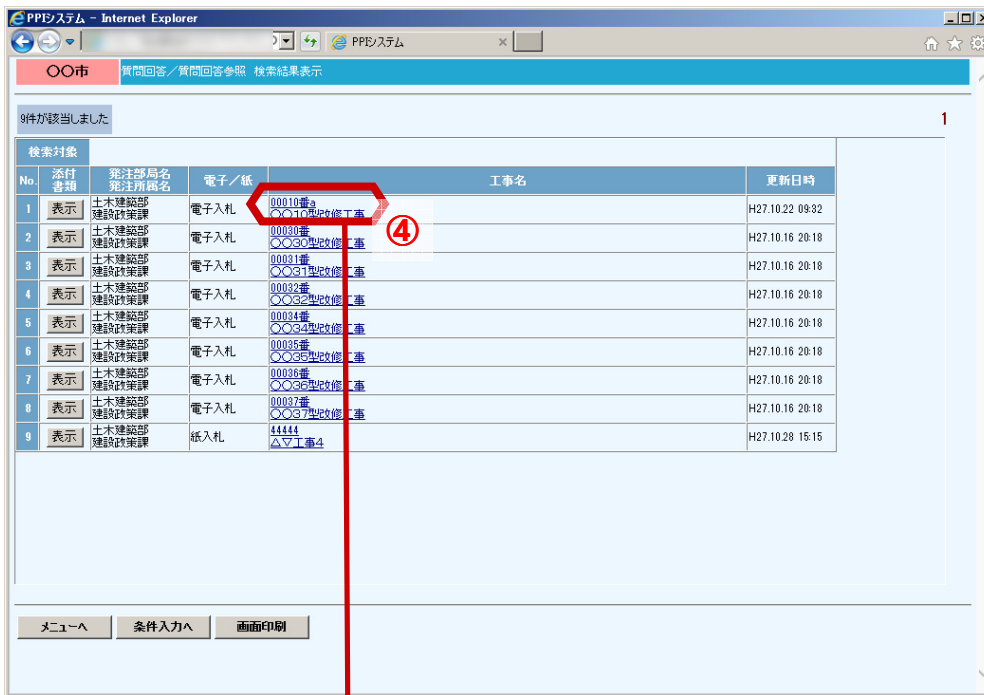 PPIシステム - Internet Explorer
PPIシステム
〇〇市
質問回答/質問回答参照 検索結果表示
9件が該当しました
1
検索対象
No. 添付書類 発注部局名 発注所属名 電子/紙 工事名 更新日時
1 表示 土木建築部 建設政策課 電子入札 00010番a 〇〇10型改修工事 H27.10.22 09:32
④
2 表示 土木建築部 建設政策課 電子入札 00030番 〇〇30型改修工事 H27.10.16 20:18
3 表示 土木建築部 建設政策課 電子入札 00031番 〇〇31型改修工事 H27.10.16 20:18
4 表示 土木建築部 建設政策課 電子入札 00032番 〇〇32型改修工事 H27.10.16 20:18
5 表示 土木建築部 建設政策課 電子入札 00034番 〇〇34型改修工事 H27.10.16 20:18
6 表示 土木建築部 建設政策課 電子入札 00035番 〇〇35型改修工事 H27.10.16 20:18
7 表示 土木建築部 建設政策課 電子入札 00036番 〇〇36型改修工事 H27.10.16 20:18
8 表示 土木建築部 建設政策課 電子入札 00037番 〇〇37型改修工事 H27.10.16 20:18
9 表示 土木建築部 建設政策課 紙入札 44444 △▽工事4 H27.10.28 15:15
メニューへ 条件入力へ 画面印刷